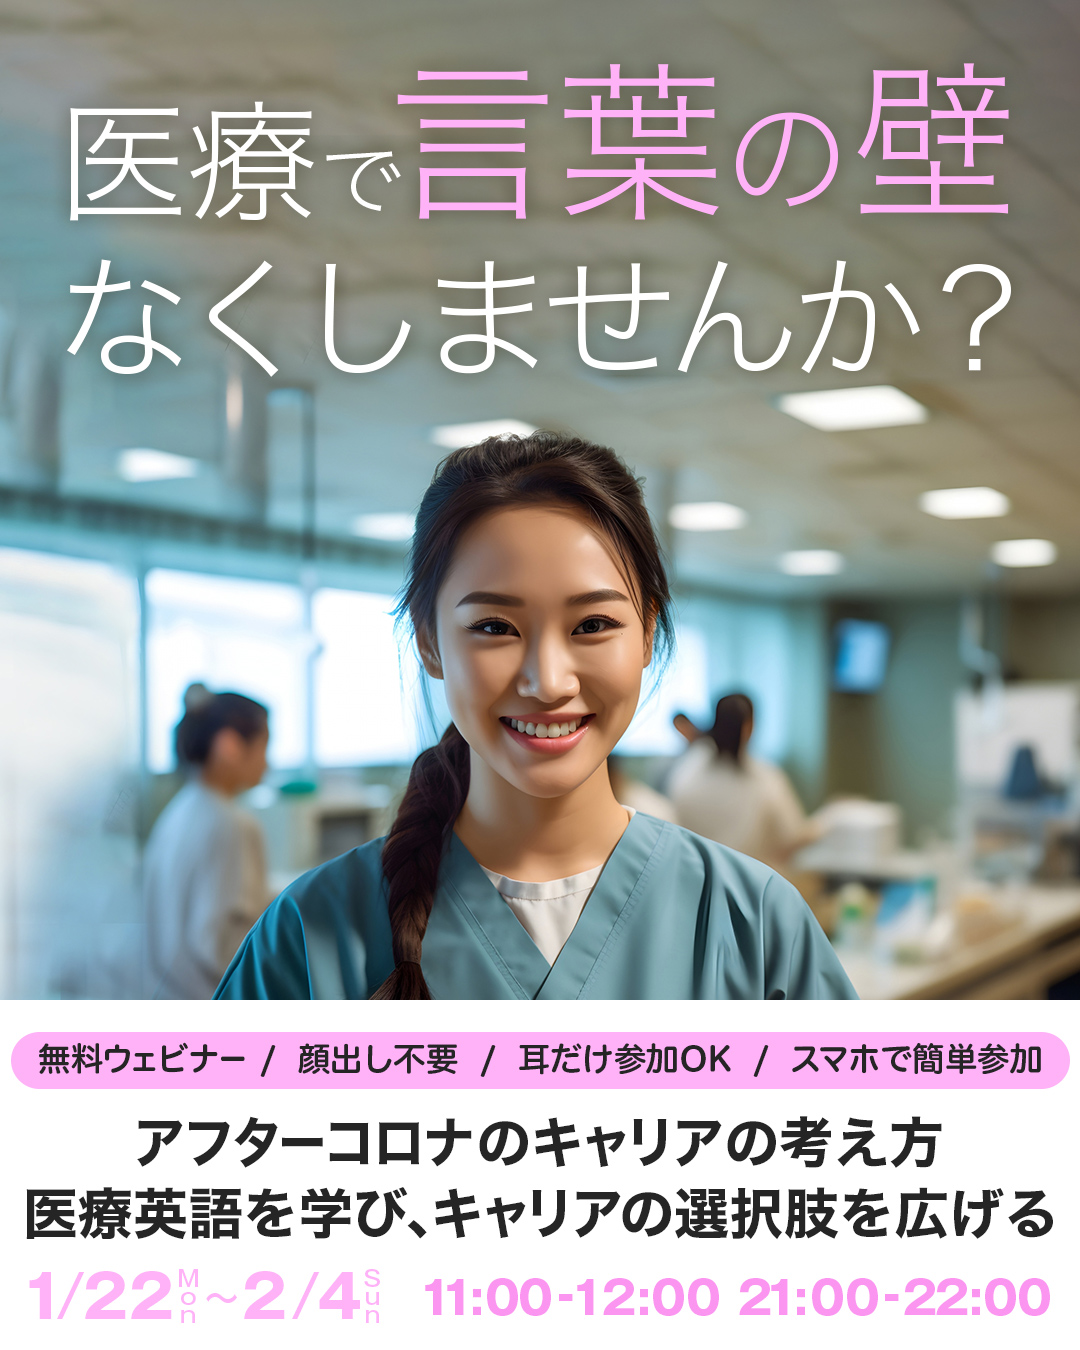 医療で言葉の壁
なくしませんか？
無料ウェビナー / 顔出し不要 / 耳だけ参加OK / スマホで簡単参加
アフターコロナのキャリアの考え方
医療英語を学び、キャリアの選択肢を広げる
1/22 Mon～2/4 Sun 11:00-12:00 21:00-22:00